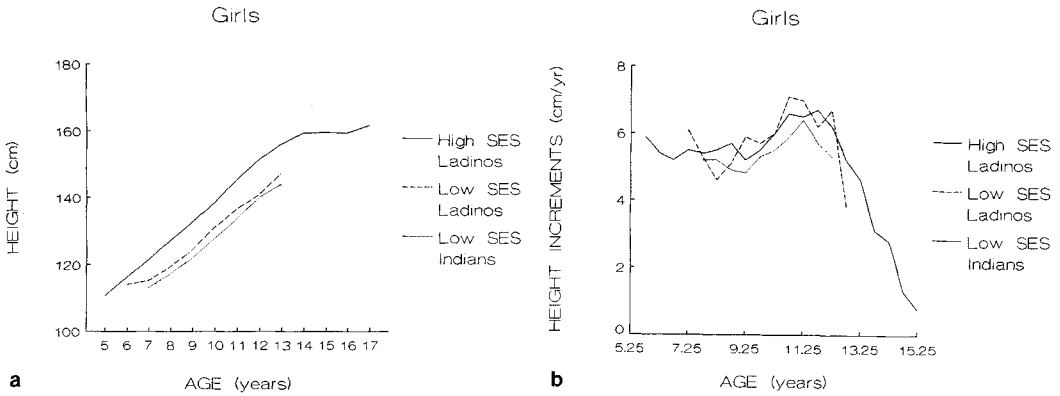 Girls
HEIGHT (cm)
180
160
140
120
100
5 6 7 8 9 10 11 12 13 14 15 16 17
AGE (years)
High SES
Ladinos
Low SES
Ladinos
Low SES
Indians
a
Girls
HEIGHT INCREMENTS (cm/yr)
8
6
4
2
0
5.25 7.25 9.25 11.25 13.25 15.25
AGE (years)
High SES
Ladinos
Low SES
Ladinos
Low SES
Indians
b